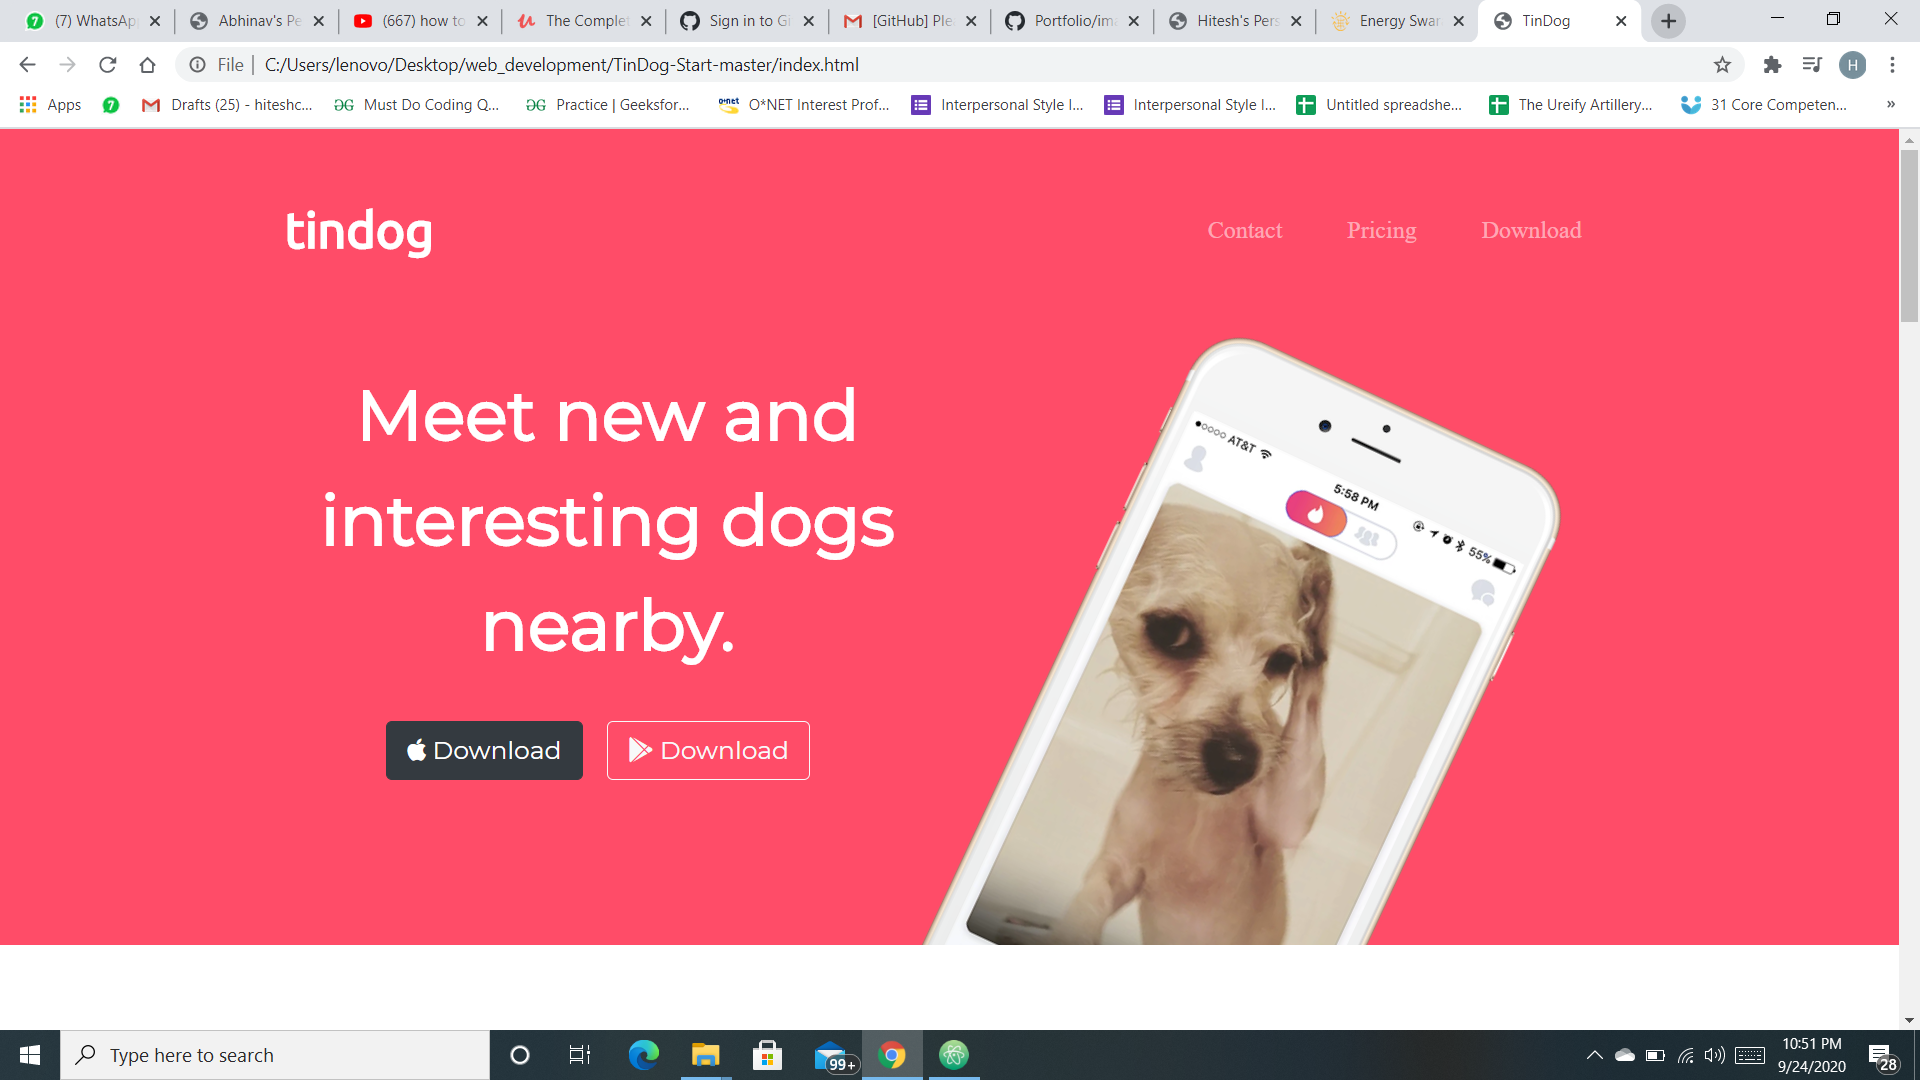 (7) WhatsAp Abhinav's Pe (667) how to The Complet Sign in to Gi [GitHub] Ple Portfolio/ima Hitesh's Pers Energy Swar TinDog
File C:/Users/lenovo/Desktop/web_development/TinDog-Start-master/index.html H
Apps 7 Drafts (25) - hiteshc... Must Do Coding Q... Practice | Geeksfor... O*NET Interest Prof... Interpersonal Style I... Interpersonal Style I... Untitled spreadshe... The Ureify Artillery... 31 Core Competen... »
tindog Contact Pricing Download
Meet new and
interesting dogs
nearby.
Download Download
AT&T
5:58 PM
55%
Type here to search
99+
10:51 PM
9/24/2020
28